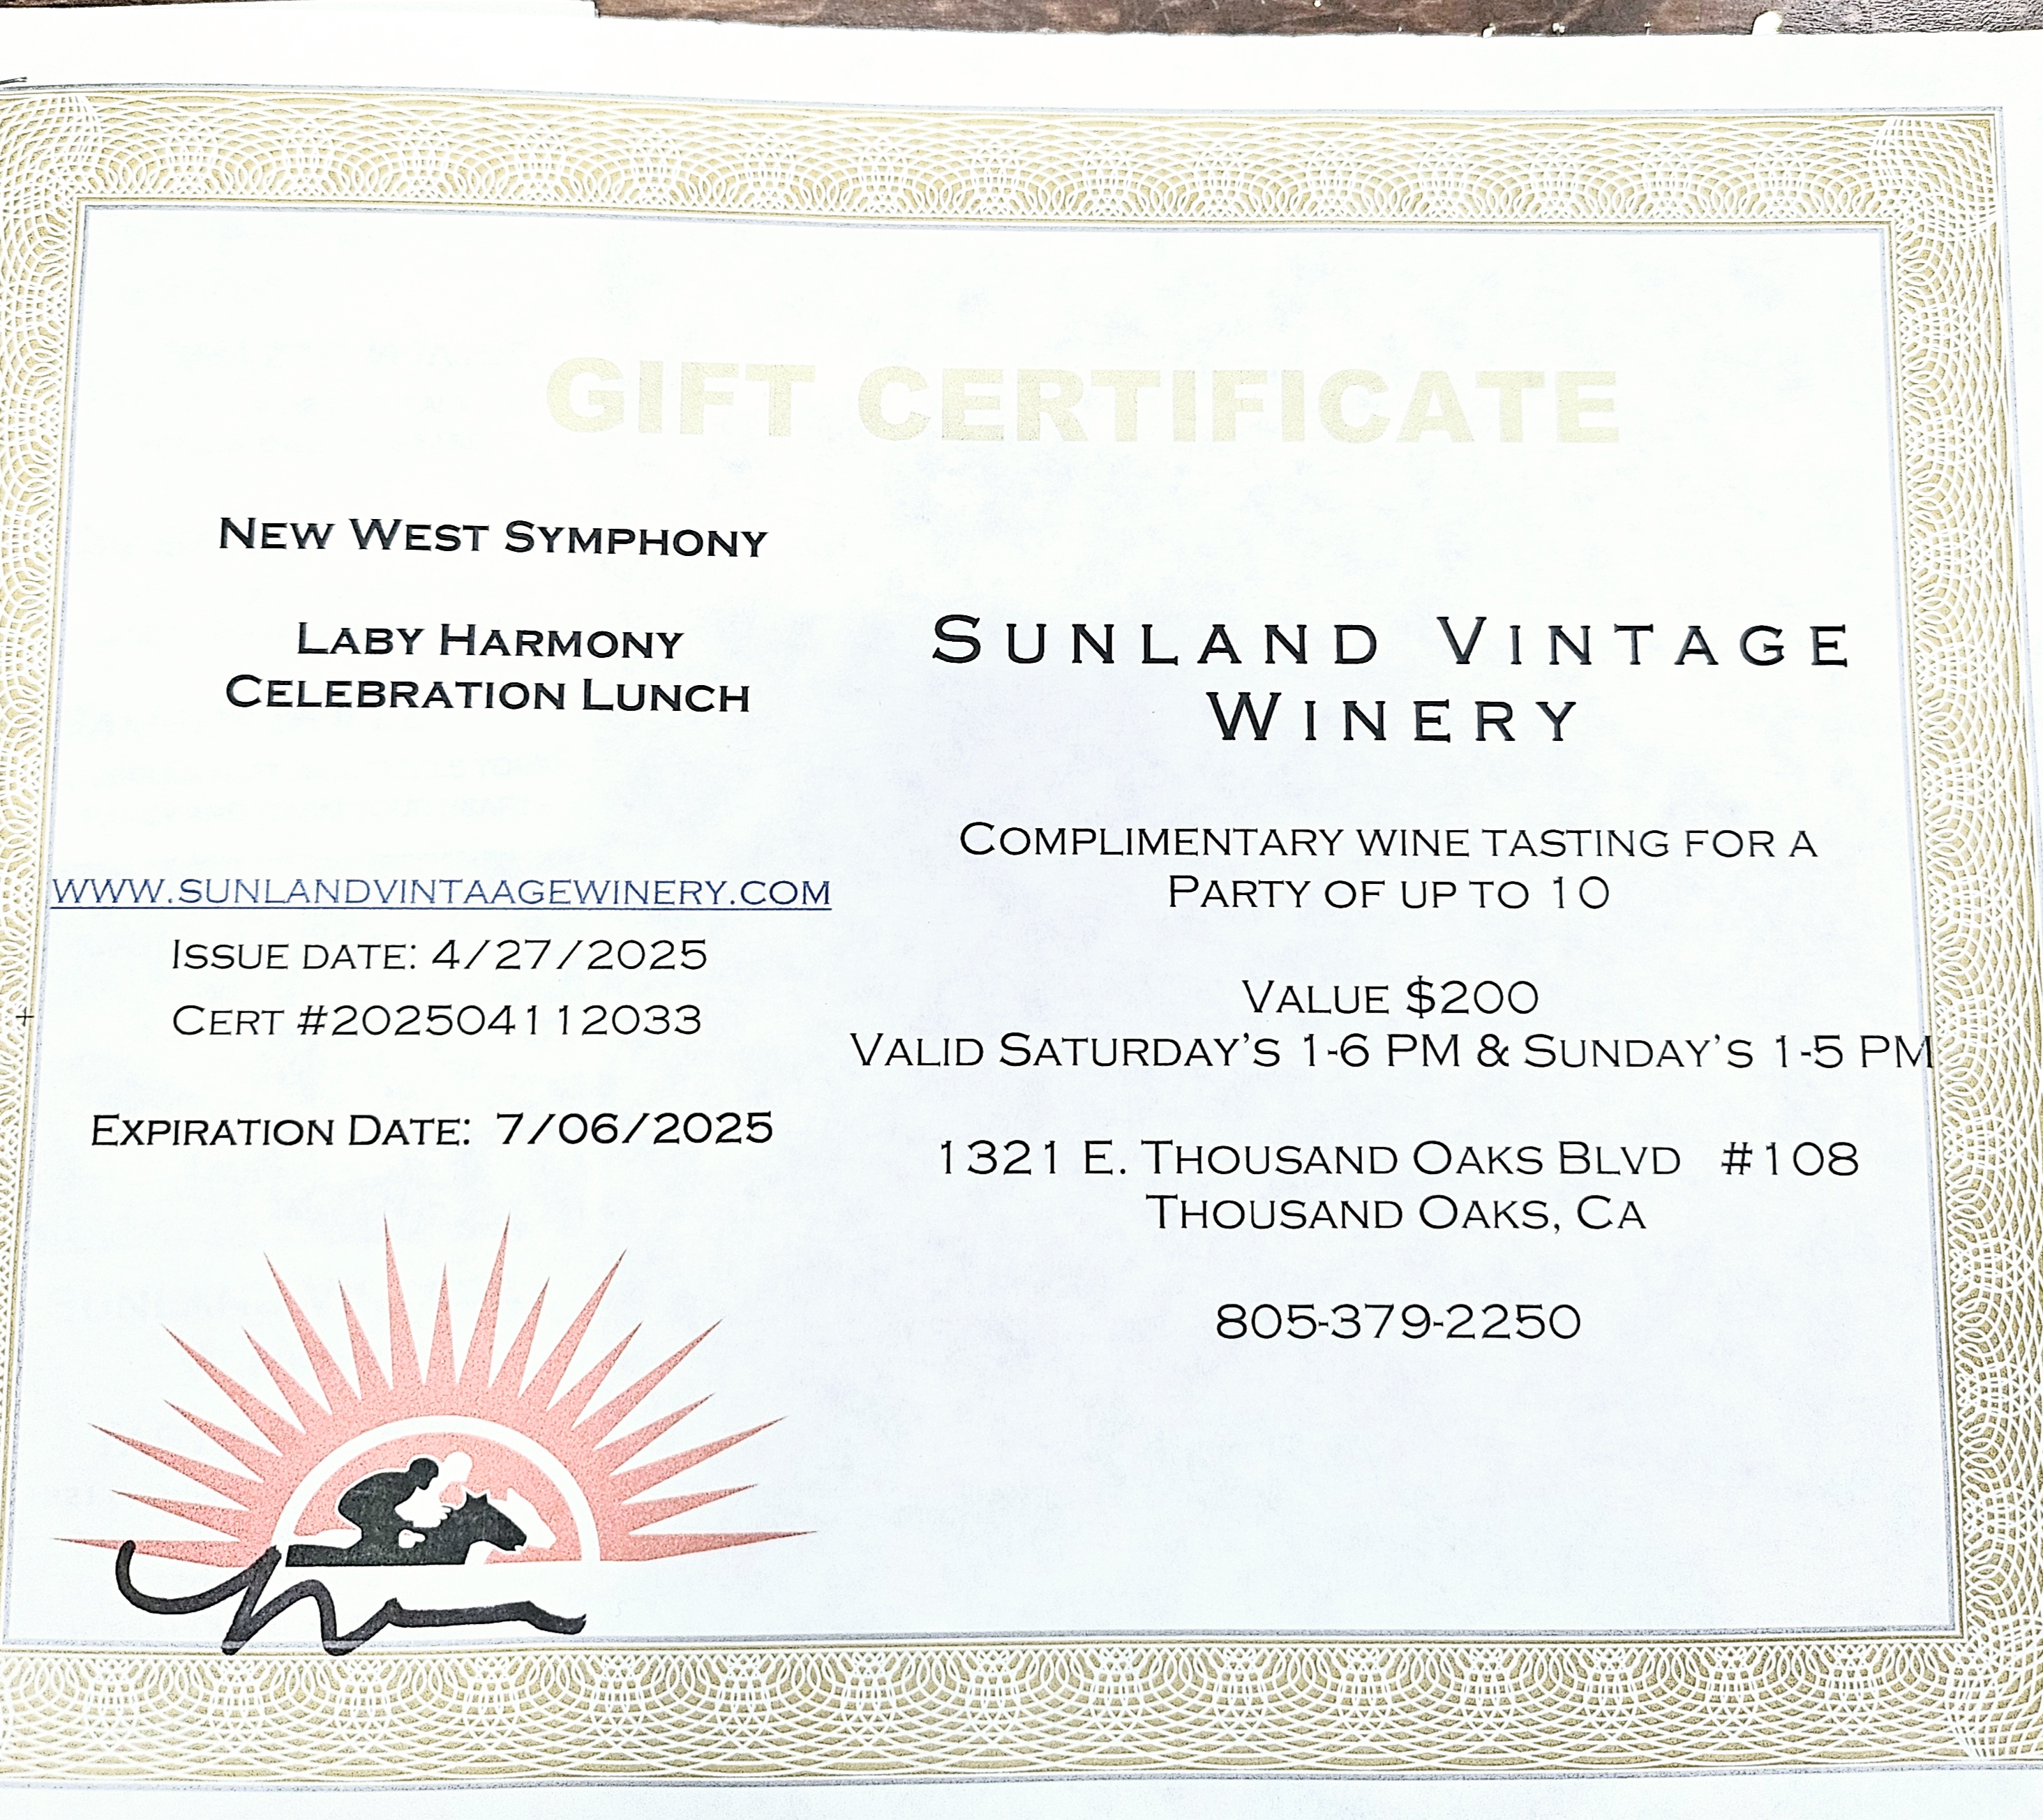 GIFT CERTIFICATE
NEW WEST SYMPHONY
LABY HARMONY
CELEBRATION LUNCH
WWW.SUNLANDVINTAAGEWINERY.COM
ISSUE DATE: 4/27/2025
CERT #202504112033
EXPIRATION DATE: 7/06/2025
SUNLAND VINTAGE
WINERY
COMPLIMENTARY WINE TASTING FOR A
PARTY OF UP TO 10
VALUE $200
VALID SATURDAY'S 1-6 PM & SUNDAY'S 1-5 PM
1321 E. THOUSAND OAKS BLVD #108
THOUSAND OAKS, CA
805-379-2250